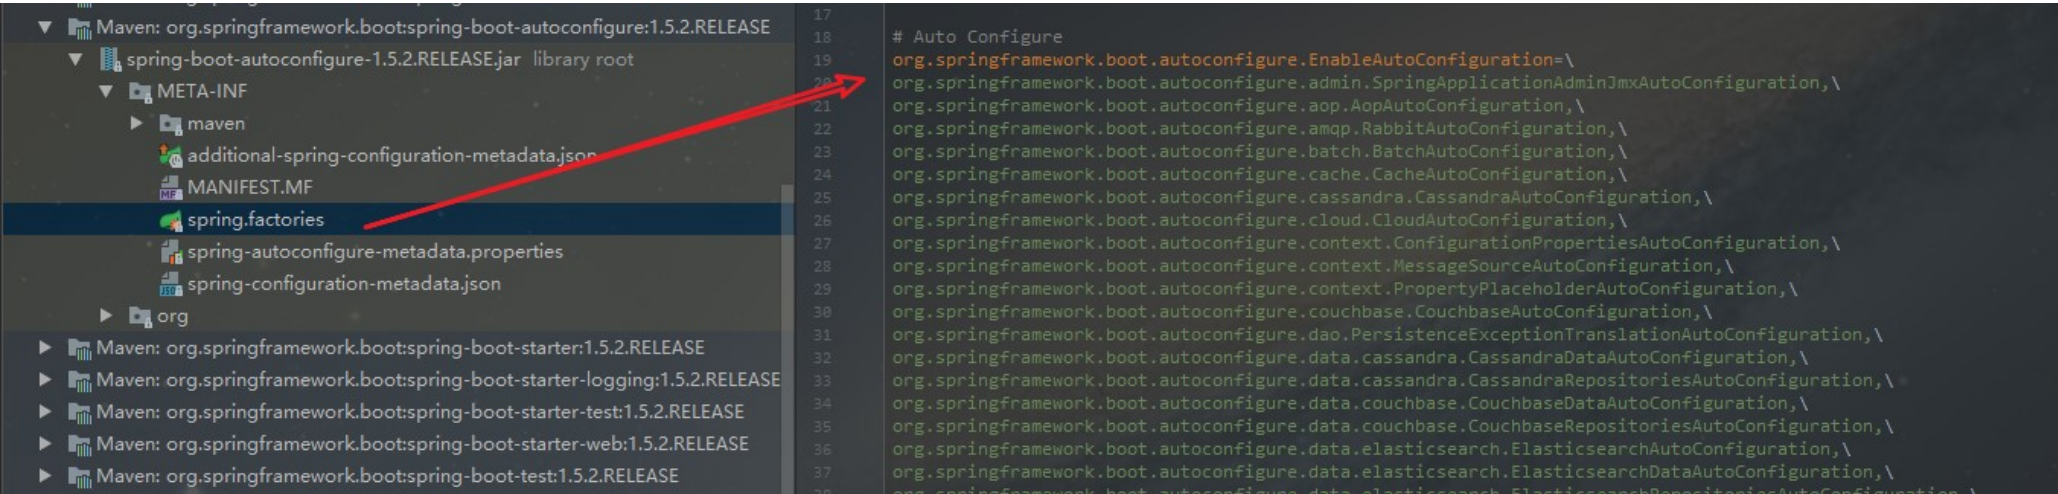 Maven: org.springframework.boot:spring-boot-autoconfigure:1.5.2.RELEASE
spring-boot-autoconfigure-1.5.2.RELEASE.jar library root
META-INF
maven
additional-spring-configuration-metadata.json
MANIFEST.MF
spring.factories
spring-autoconfigure-metadata.properties
spring-configuration-metadata.json
org
Maven: org.springframework.boot:spring-boot-starter:1.5.2.RELEASE
Maven: org.springframework.boot:spring-boot-starter-logging:1.5.2.RELEASE
Maven: org.springframework.boot:spring-boot-starter-test:1.5.2.RELEASE
Maven: org.springframework.boot:spring-boot-starter-web:1.5.2.RELEASE
Maven: org.springframework.boot:spring-boot-test:1.5.2.RELEASE
17
18 # Auto Configure
19 org.springframework.boot.autoconfigure.EnableAutoConfiguration=\
20 org.springframework.boot.autoconfigure.admin.SpringApplicationAdminJmxAutoConfiguration,\
21 org.springframework.boot.autoconfigure.aop.AopAutoConfiguration,\
22 org.springframework.boot.autoconfigure.amqp.RabbitAutoConfiguration,\
23 org.springframework.boot.autoconfigure.batch.BatchAutoConfiguration,\
24 org.springframework.boot.autoconfigure.cache.CacheAutoConfiguration,\
25 org.springframework.boot.autoconfigure.cassandra.CassandraAutoConfiguration,\
26 org.springframework.boot.autoconfigure.cloud.CloudAutoConfiguration,\
27 org.springframework.boot.autoconfigure.context.ConfigurationPropertiesAutoConfiguration,\
28 org.springframework.boot.autoconfigure.context.MessageSourceAutoConfiguration,\
29 org.springframework.boot.autoconfigure.context.PropertyPlaceholderAutoConfiguration,\
30 org.springframework.boot.autoconfigure.couchbase.CouchbaseAutoConfiguration,\
31 org.springframework.boot.autoconfigure.dao.PersistenceExceptionTranslationAutoConfiguration,\
32 org.springframework.boot.autoconfigure.data.cassandra.CassandraDataAutoConfiguration,\
33 org.springframework.boot.autoconfigure.data.cassandra.CassandraRepositoriesAutoConfiguration,\
34 org.springframework.boot.autoconfigure.data.couchbase.CouchbaseDataAutoConfiguration,\
35 org.springframework.boot.autoconfigure.data.couchbase.CouchbaseRepositoriesAutoConfiguration,\
36 org.springframework.boot.autoconfigure.data.elasticsearch.ElasticsearchAutoConfiguration,\
37 org.springframework.boot.autoconfigure.data.elasticsearch.ElasticsearchDataAutoConfiguration,\